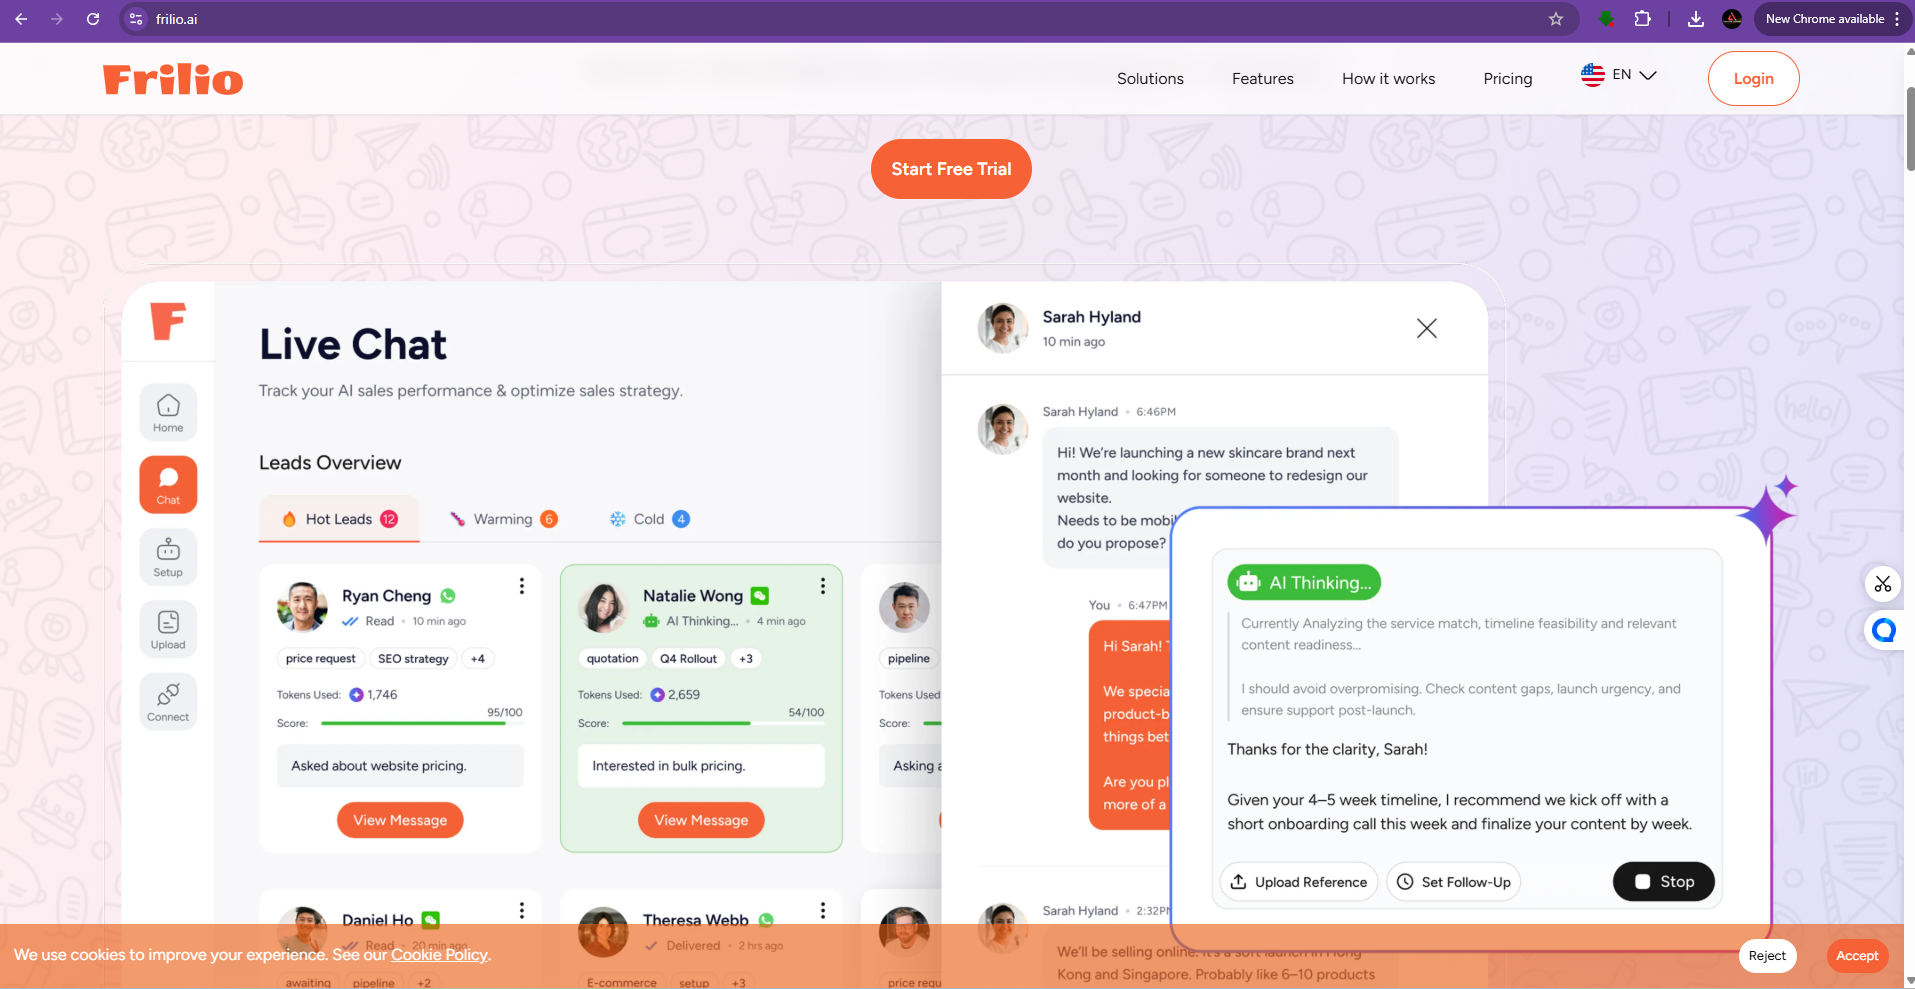 frilio.ai
New Chrome available
Frilio
Solutions
Features
How it works
Pricing
EN
Login
Start Free Trial
F
Home
Chat
Setup
Upload
Connect
Live Chat
Track your AI sales performance & optimize sales strategy.
Leads Overview
Hot Leads 12
Warming 6
Cold 4
Ryan Cheng
Read • 10 min ago
price request SEO strategy +4
Tokens Used: 1,746
95/100
Score:
Asked about website pricing.
View Message
Natalie Wong
AI Thinking... • 4 min ago
quotation Q4 Rollout +3
Tokens Used: 2,659
54/100
Score:
Interested in bulk pricing.
View Message
pipeline
Tokens Used
Score:
Asking
Daniel Ho
Read • 20 min ago
awaiting pipeline +2
Theresa Webb
Delivered • 2 hrs ago
E-commerce setup +3
price requ
Sarah Hyland
10 min ago
Sarah Hyland • 6:46PM
Hi! We're launching a new skincare brand next
month and looking for someone to redesign our
website.
Needs to be mobi
do you propose?
You • 6:47PM
Hi Sarah! T
We specia
product-b
things bet
Are you pl
more of a
Sarah Hyland • 2:32PM
We'll be selling online. It's a soft launch in Hong
Kong and Singapore. Probably like 6–10 products
AI Thinking...
Currently Analyzing the service match, timeline feasibility and relevant
content readiness...
I should avoid overpromising. Check content gaps, launch urgency, and
ensure support post-launch.
Thanks for the clarity, Sarah!
Given your 4–5 week timeline, I recommend we kick off with a
short onboarding call this week and finalize your content by week.
Upload Reference
Set Follow-Up
Stop
hello!
We use cookies to improve your experience. See our Cookie Policy.
Reject
Accept